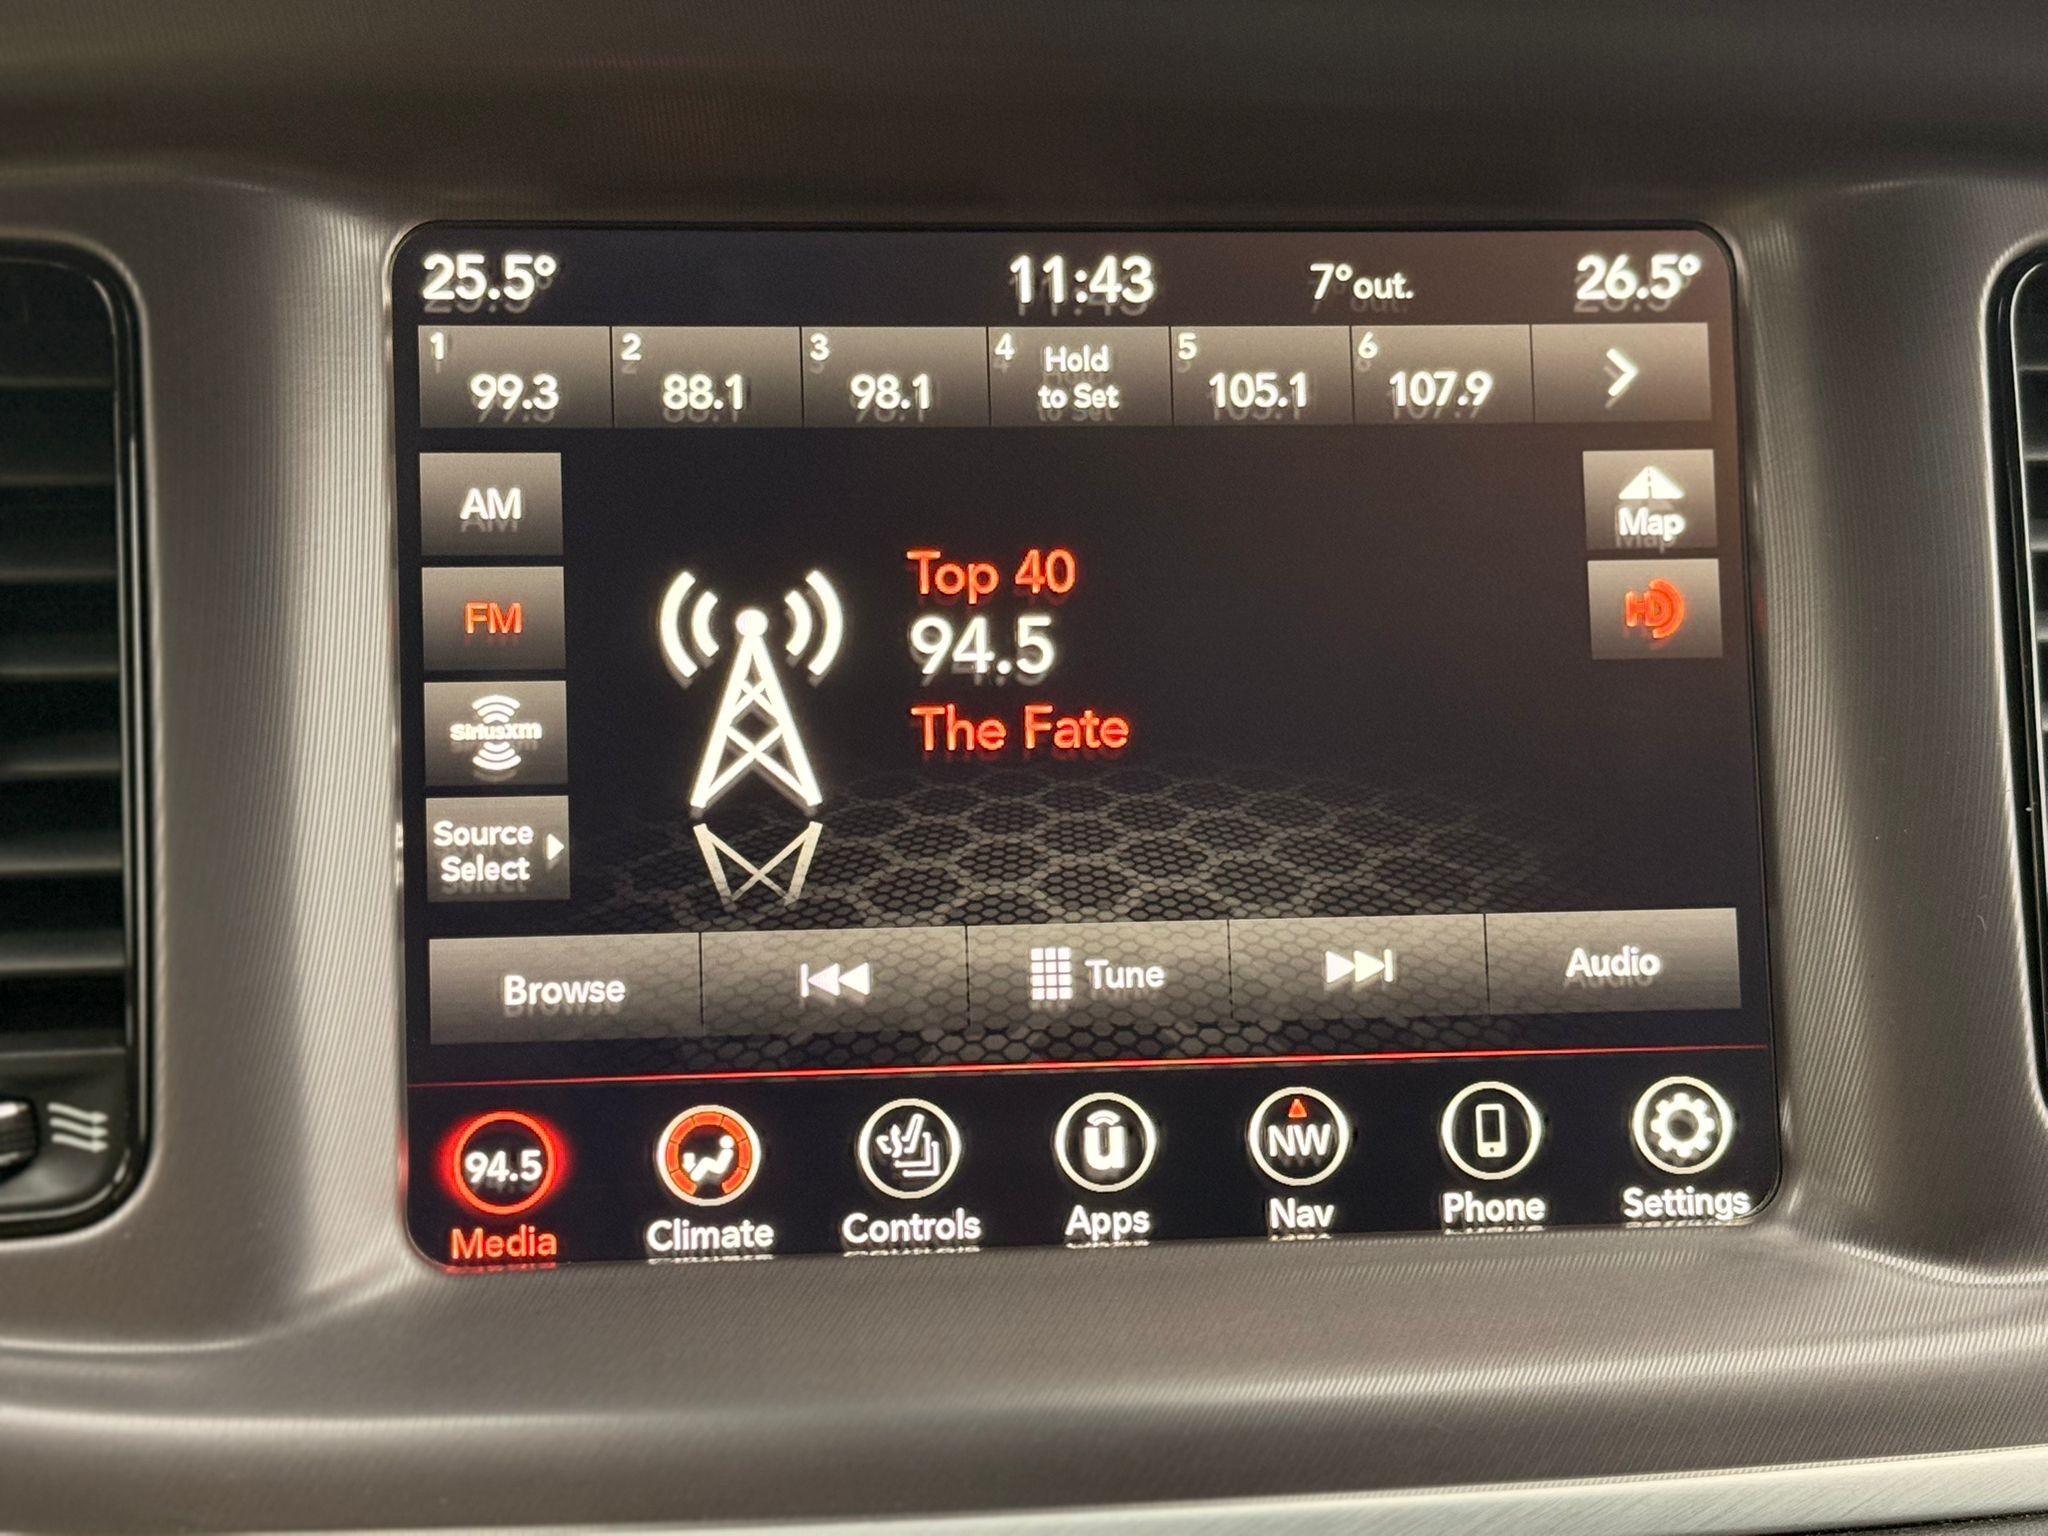 25.5° 11:43 7°out. 26.5°
1 2 3 4 Hold 5 6
99.3 88.1 98.1 to Set 105.1 107.9
AM
Map
Top 40
FM
94.5
HD
siriusxm
The Fate
Source
Select
Browse Tune Audio
94.5 u NW
Media Climate Controls Apps Nav Phone Settings